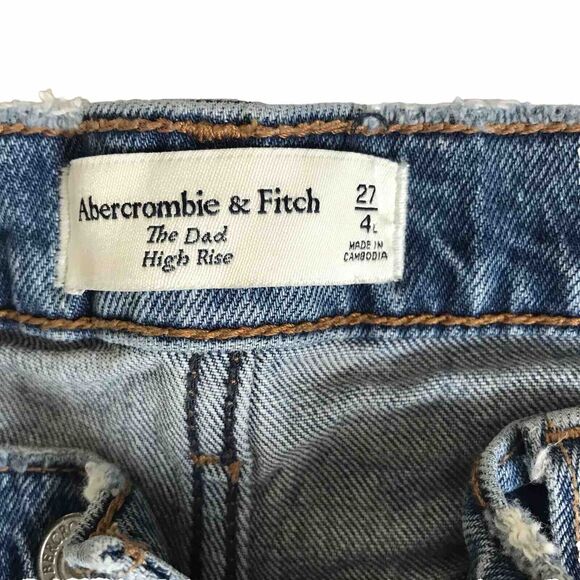 Abercrombie & Fitch
The Dad
High Rise
27
4L
MADE IN
CAMBODIA